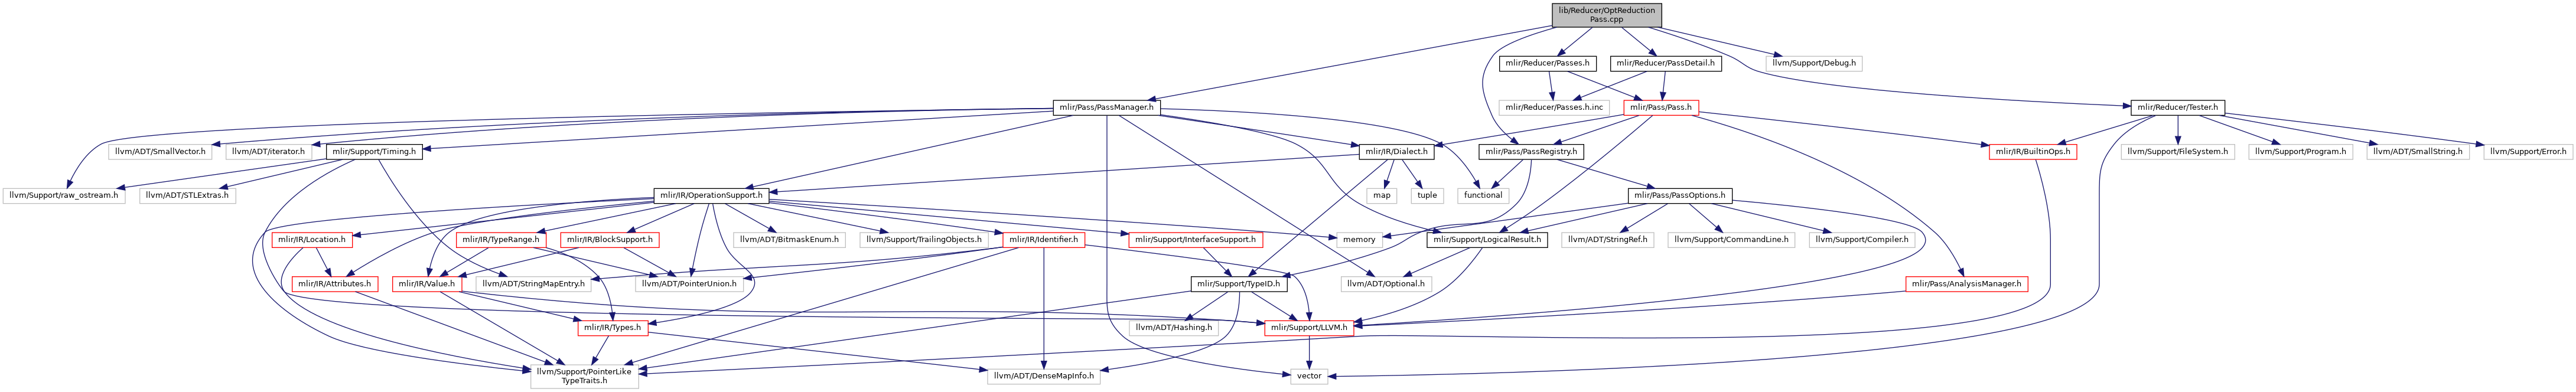 lib/Reducer/OptReduction
Pass.cpp
mlir/Reducer/Passes.h
mlir/Reducer/PassDetail.h
llvm/Support/Debug.h
mlir/Pass/PassManager.h
mlir/Reducer/Passes.h.inc
mlir/Pass/Pass.h
mlir/Reducer/Tester.h
llvm/ADT/SmallVector.h
llvm/ADT/iterator.h
mlir/Support/Timing.h
mlir/IR/Dialect.h
mlir/Pass/PassRegistry.h
mlir/IR/BuiltinOps.h
llvm/Support/FileSystem.h
llvm/Support/Program.h
llvm/ADT/SmallString.h
llvm/Support/Error.h
llvm/Support/raw_ostream.h
llvm/ADT/STLExtras.h
mlir/IR/OperationSupport.h
map
tuple
functional
mlir/Pass/PassOptions.h
mlir/IR/Location.h
mlir/IR/TypeRange.h
mlir/IR/BlockSupport.h
llvm/ADT/BitmaskEnum.h
llvm/Support/TrailingObjects.h
mlir/IR/Identifier.h
mlir/Support/InterfaceSupport.h
memory
mlir/Support/LogicalResult.h
llvm/ADT/StringRef.h
llvm/Support/CommandLine.h
llvm/Support/Compiler.h
mlir/IR/Attributes.h
mlir/IR/Value.h
llvm/ADT/StringMapEntry.h
llvm/ADT/PointerUnion.h
mlir/Support/TypeID.h
llvm/ADT/Optional.h
mlir/Pass/AnalysisManager.h
mlir/IR/Types.h
llvm/ADT/Hashing.h
mlir/Support/LLVM.h
llvm/Support/PointerLike
TypeTraits.h
llvm/ADT/DenseMapInfo.h
vector